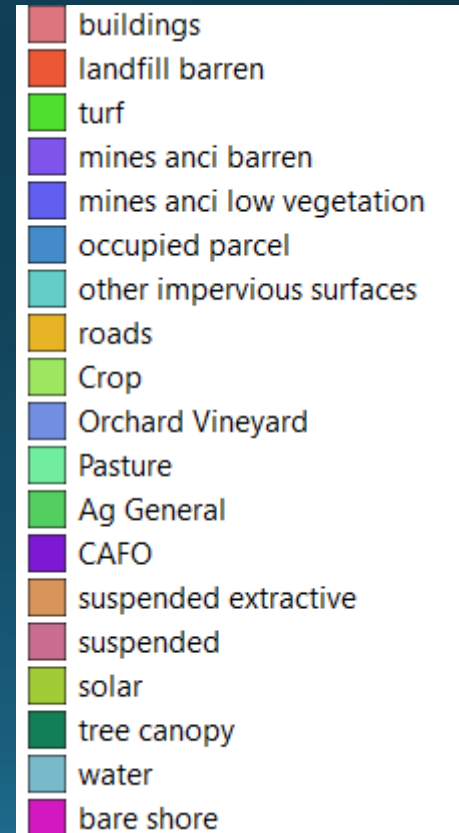 buildings
landfill barren
turf
mines anci barren
mines anci low vegetation
occupied parcel
other impervious surfaces
roads
Crop
Orchard Vineyard
Pasture
Ag General
CAFO
suspended extractive
suspended
solar
tree canopy
water
bare shore